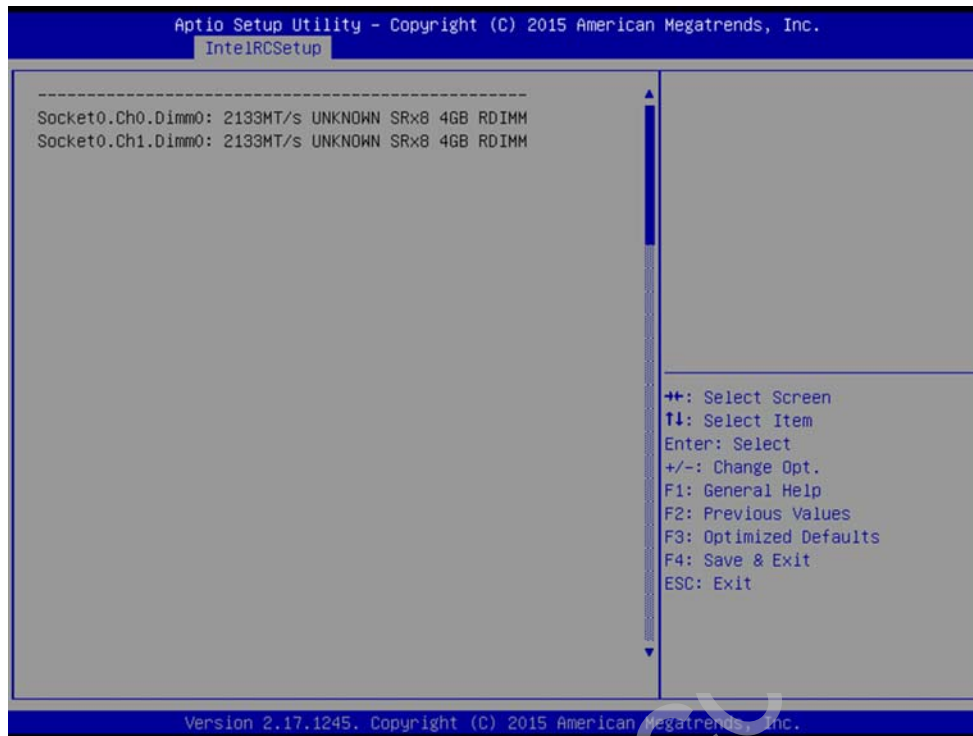 Aptio Setup Utility – Copyright (C) 2015 American Megatrends, Inc.
IntelRCSetup
--------------------------------------------------
Socket0.Ch0.Dimm0: 2133MT/s UNKNOWN SRx8 4GB RDIMM
Socket0.Ch1.Dimm0: 2133MT/s UNKNOWN SRx8 4GB RDIMM
→←: Select Screen
↑↓: Select Item
Enter: Select
+/-: Change Opt.
F1: General Help
F2: Previous Values
F3: Optimized Defaults
F4: Save & Exit
ESC: Exit
Version 2.17.1245. Copyright (C) 2015 American Megatrends, Inc.